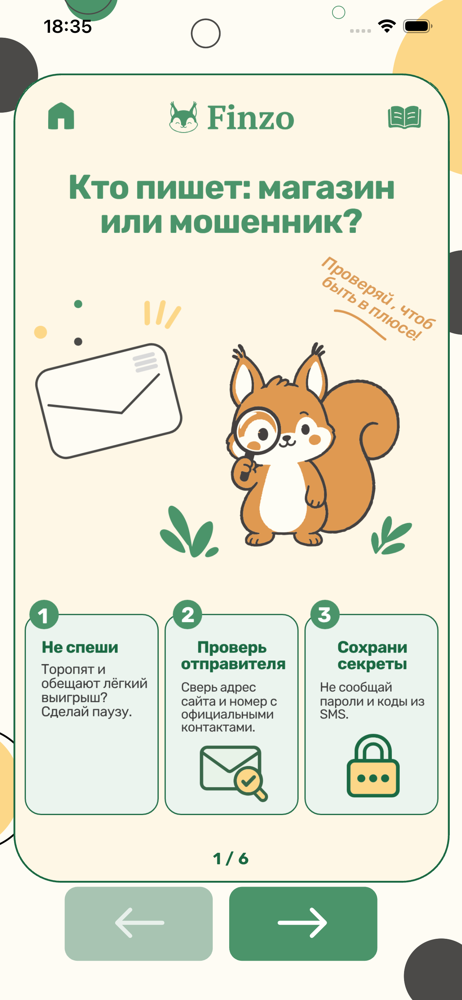 18:35
Finzo
Кто пишет: магазин
или мошенник?
Проверяй, чтоб
быть в плюсе!
1
Не спеши
Торопят и
обещают лёгкий
выигрыш?
Сделай паузу.
2
Проверь
отправителя
Сверь адрес
сайта и номер с
официальными
контактами.
3
Сохрани
секреты
Не сообщай
пароли и коды из
SMS.
1 / 6